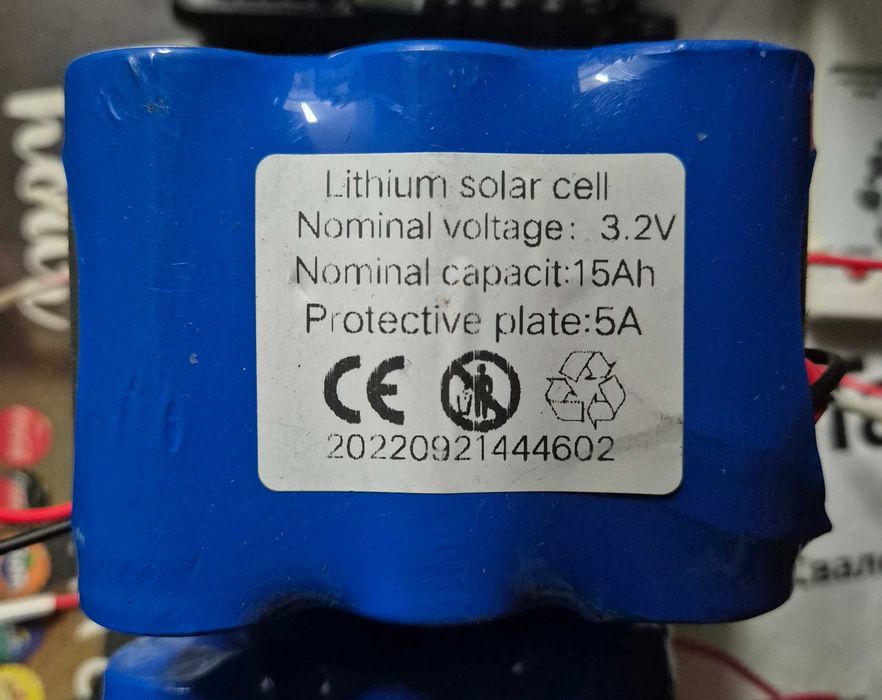 Lithium solar cell
Nominal voltage: 3.2V
Nominal capacit:15Ah
Protective plate:5A
CE
20220921444602